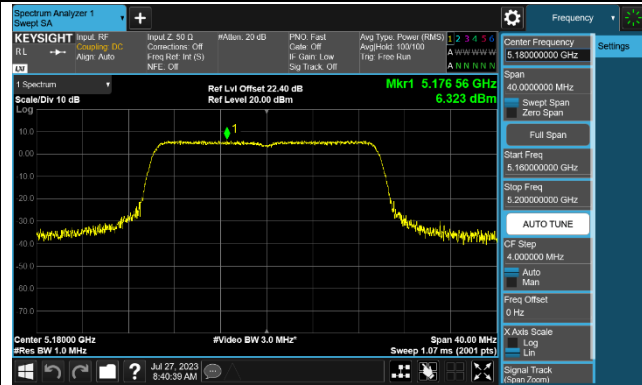 Spectrum Analyzer 1
Swept SA
Frequency
KEYSIGHT
RL
LXI
Input: RF
Coupling: DC
Align: Auto
Input Z: 50 Ω
Corrections: Off
Freq Ref: Int (S)
NFE: Off
#Atten: 20 dB
PNO: Fast
Gate: Off
IF Gain: Low
Sig Track: Off
Avg Type: Power (RMS)
Avg|Hold: 100/100
Trig: Free Run
1 2 3 4 5 6
A W W W W W
A N N N N N
1 Spectrum
Scale/Div 10 dB
Log
Ref Lvl Offset 22.40 dB
Ref Level 20.00 dBm
Mkr1 5.176 56 GHz
6.323 dBm
1
10.0
0.00
-10.0
-20.0
-30.0
-40.0
-50.0
-60.0
-70.0
Center 5.18000 GHz
#Res BW 1.0 MHz
#Video BW 3.0 MHz*
Span 40.00 MHz
Sweep 1.07 ms (2001 pts)
Jul 27, 2023
8:40:39 AM
?
Center Frequency
5.180000000 GHz
Span
40.0000000 MHz
Swept Span
Zero Span
Full Span
Start Freq
5.160000000 GHz
Stop Freq
5.200000000 GHz
AUTO TUNE
CF Step
4.000000 MHz
Auto
Man
Freq Offset
0 Hz
X Axis Scale
Log
Lin
Signal Track
(Span Zoom)
Settings